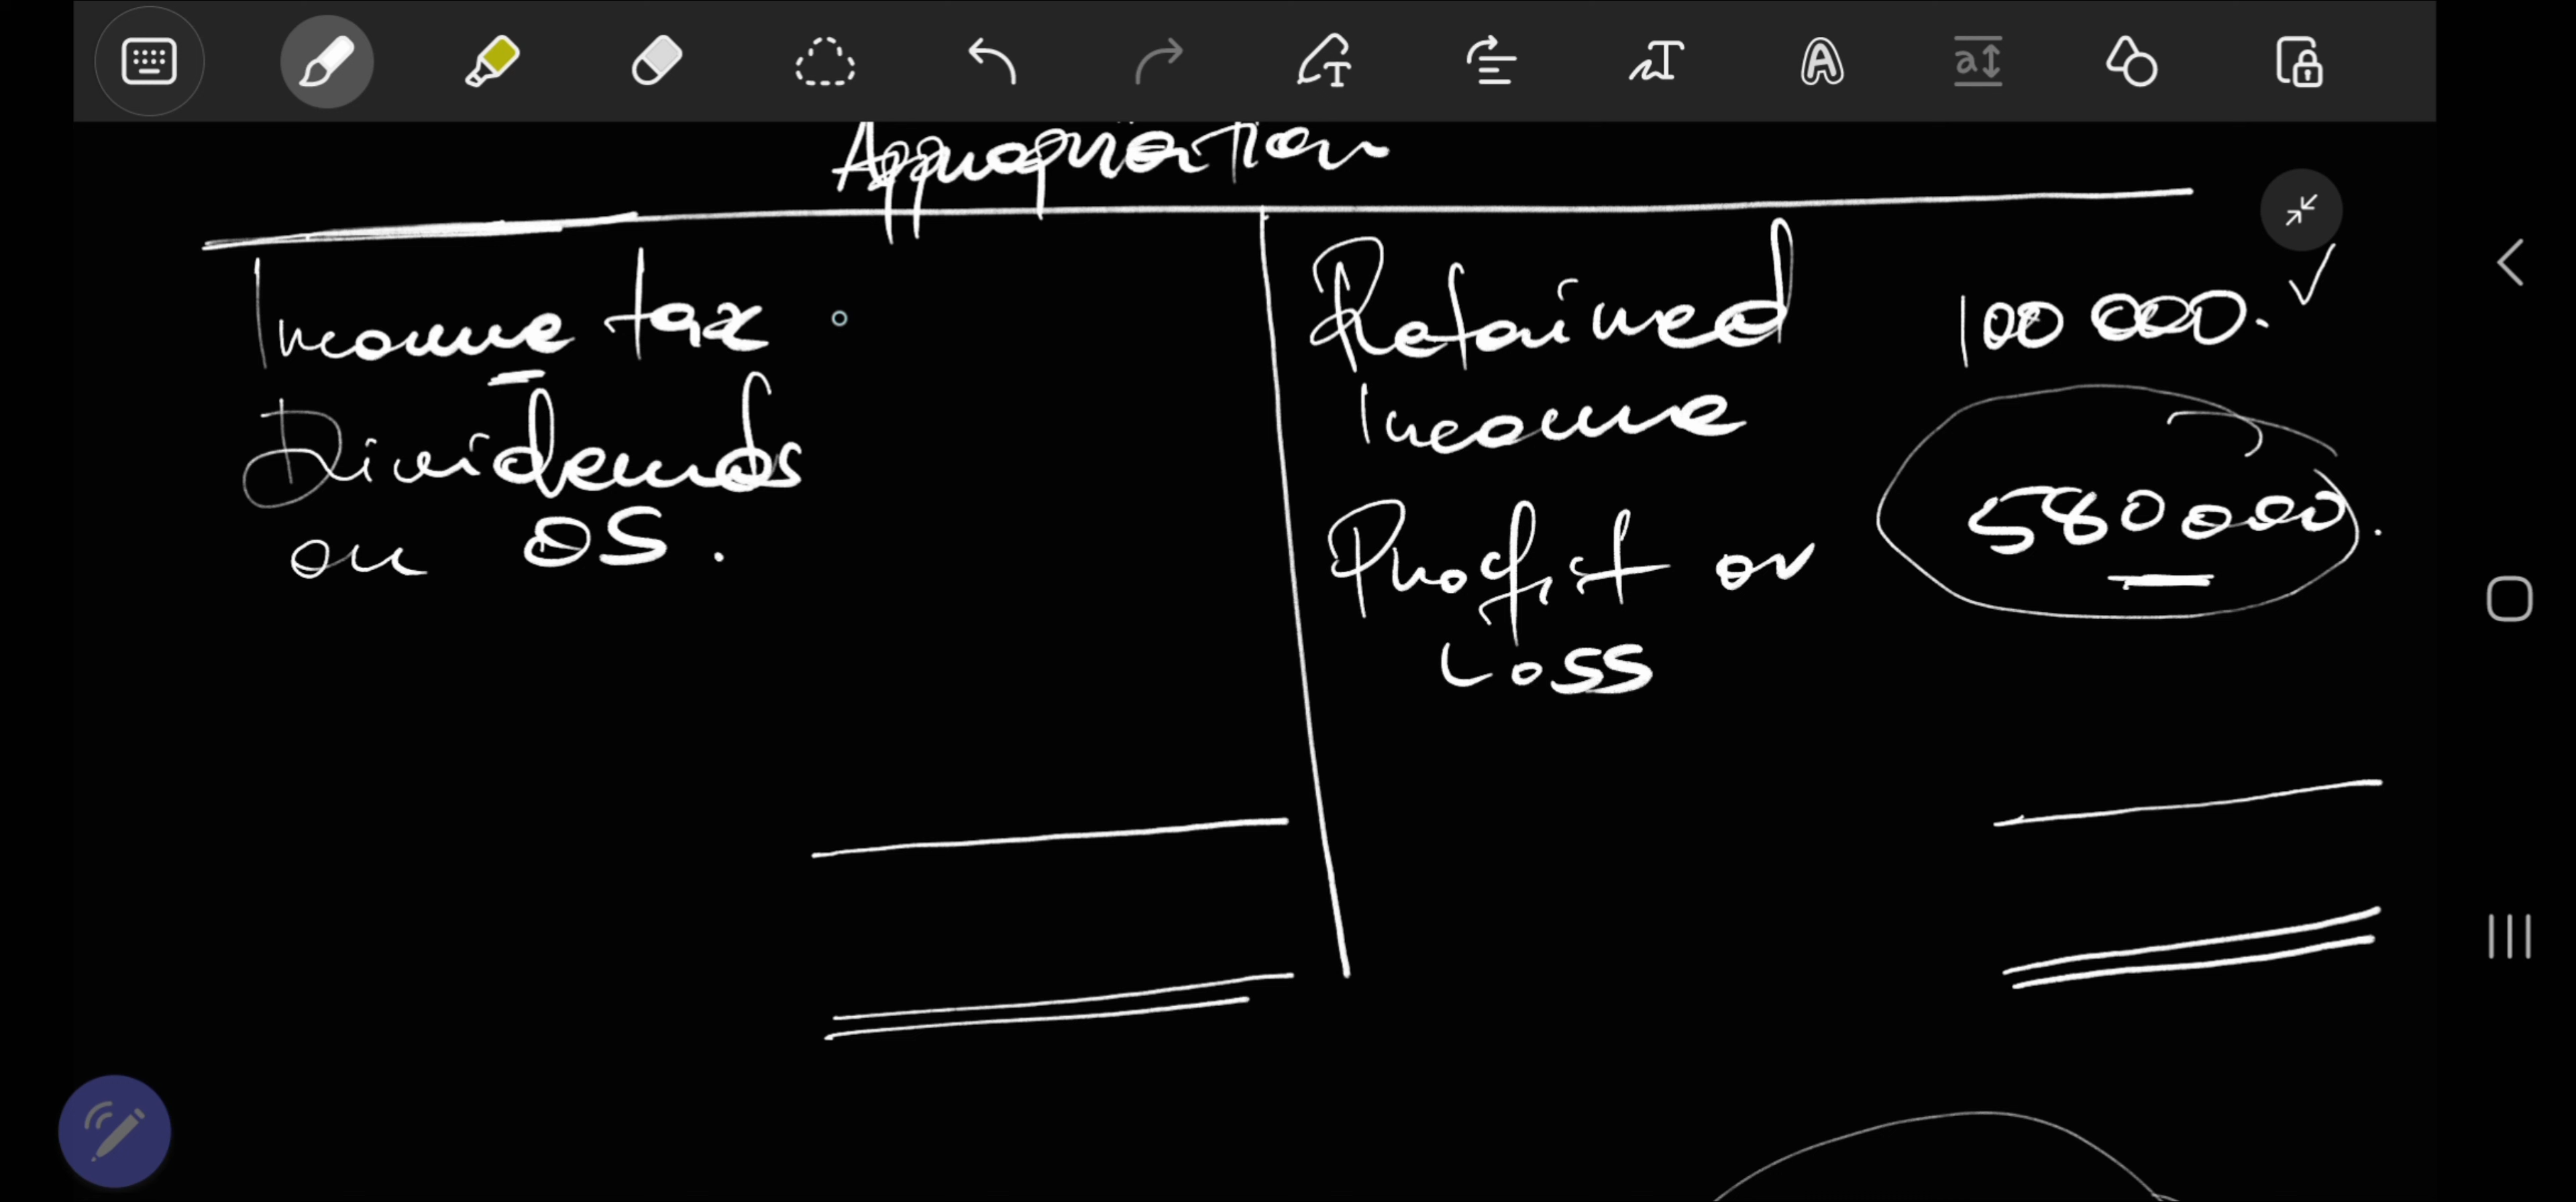 Appropriation
Income tax
Dividends
on OS.
Retained 100 000.
Income
Profit or 580 000.
Loss